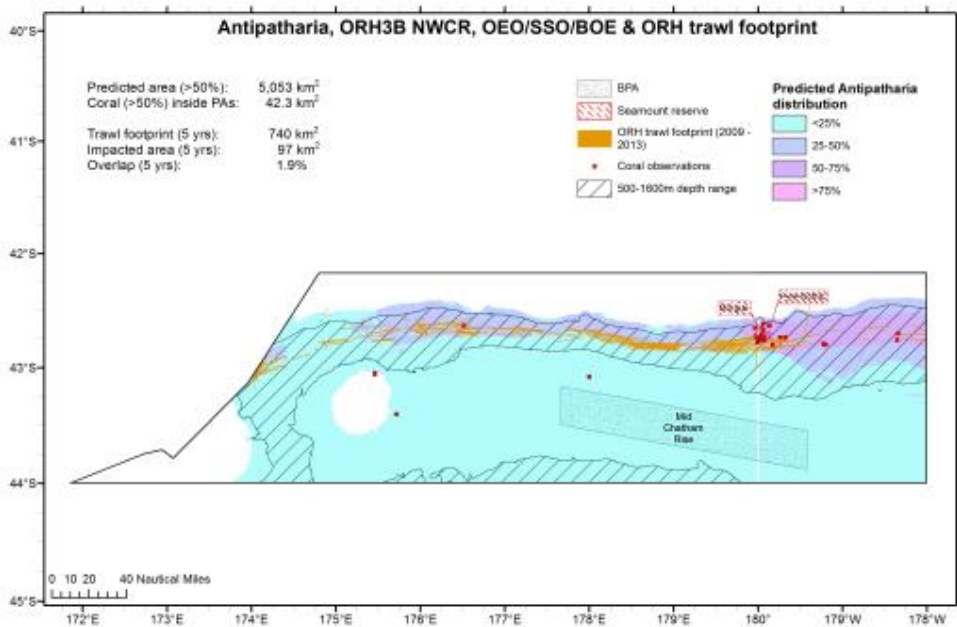 Antipatharia, ORH3B NWCR, OEO/SSO/BOE & ORH trawl footprint
Predicted area (>50%): 5,053 km²
Coral (>50%) inside PAs: 42.3 km²
Trawl footprint (5 yrs): 740 km²
Impacted area (5 yrs): 97 km²
Overlap (5 yrs): 1.9%
BPA
Seamount reserve
ORH trawl footprint (2009 -
2013)
Coral observations
500-1600m depth range
Predicted Antipatharia
distribution
<25%
25-50%
50-75%
>75%
40°S
41°S
42°S
43°S
44°S
45°S
Mid
Chatham
Rise
0 10 20 40 Nautical Miles
172°E 173°E 174°E 175°E 176°E 177°E 178°E 179°E 180° 179°W 178°W